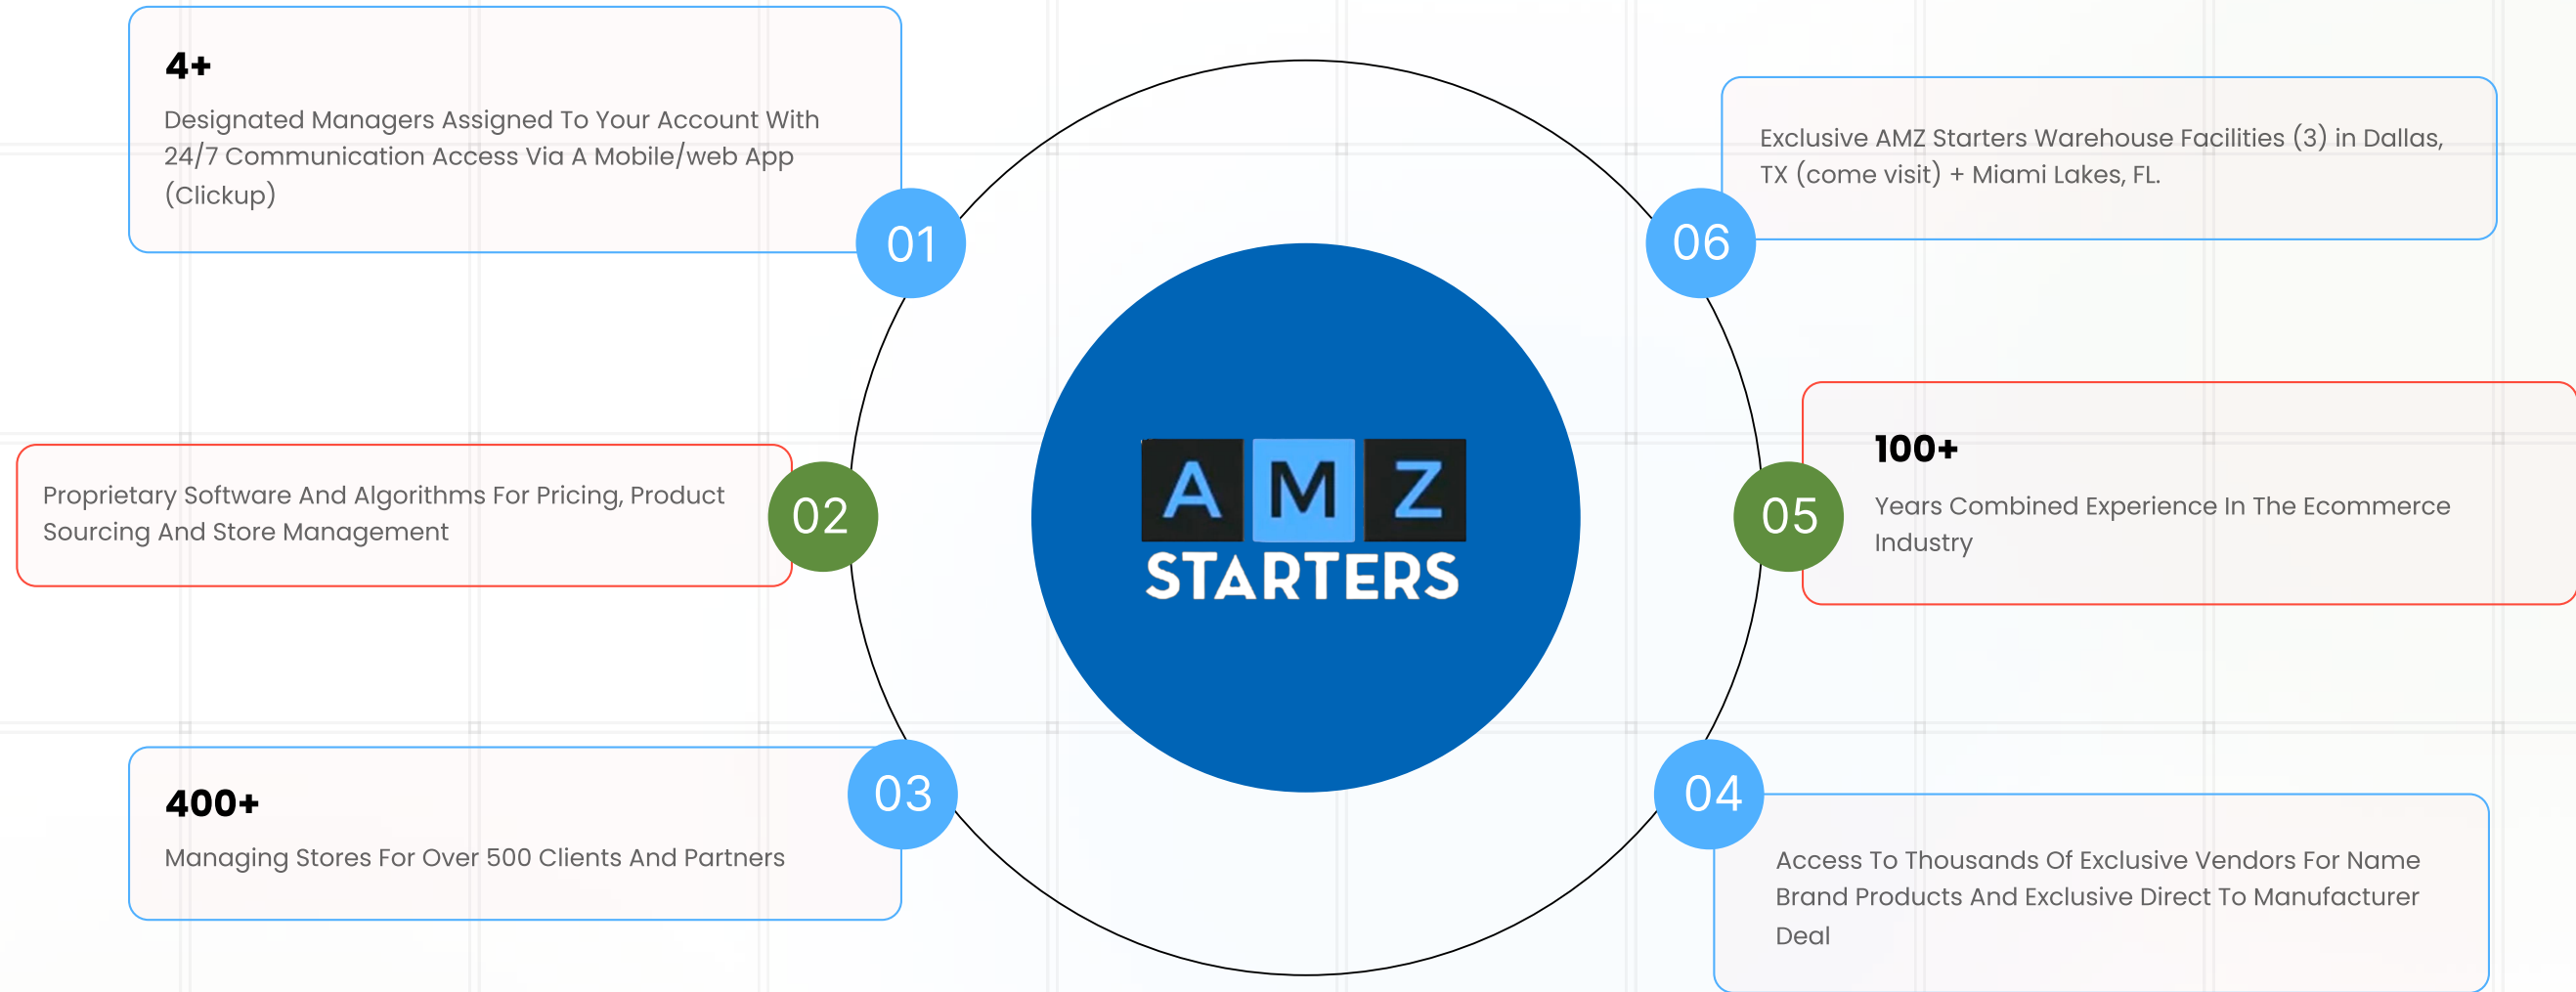 4+
Designated Managers Assigned To Your Account With
24/7 Communication Access Via A Mobile/web App
(Clickup)
01
Proprietary Software And Algorithms For Pricing, Product
Sourcing And Store Management
02
400+
Managing Stores For Over 500 Clients And Partners
03
A M Z
STARTERS
Access To Thousands Of Exclusive Vendors For Name
Brand Products And Exclusive Direct To Manufacturer
Deal
04
100+
Years Combined Experience In The Ecommerce
Industry
05
Exclusive AMZ Starters Warehouse Facilities (3) in Dallas,
TX (come visit) + Miami Lakes, FL.
06